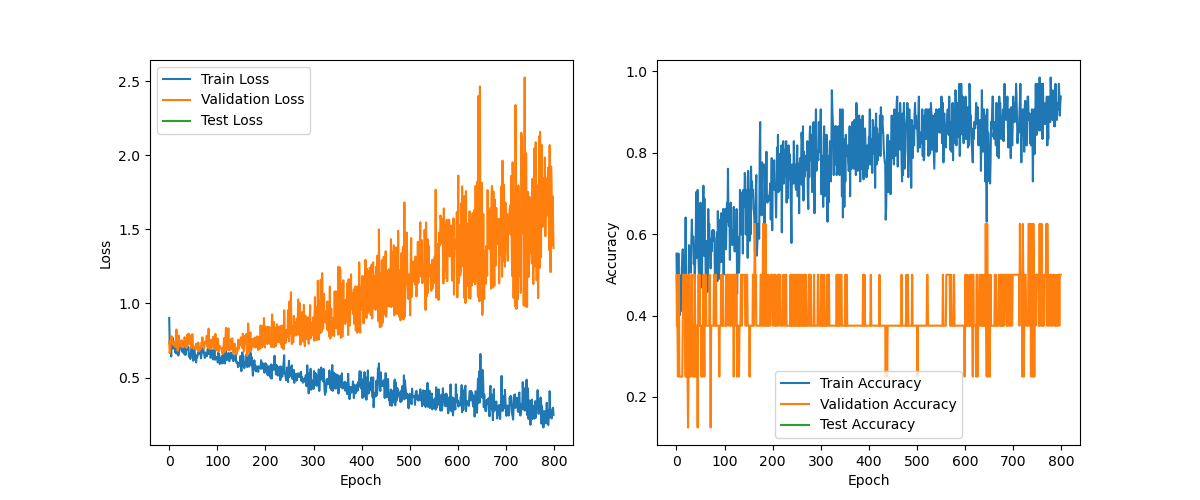 Train Loss
Validation Loss
Test Loss
2.5
2.0
1.5
1.0
0.5
Loss
0 100 200 300 400 500 600 700 800
Epoch
1.0
0.8
0.6
0.4
0.2
Accuracy
Train Accuracy
Validation Accuracy
Test Accuracy
0 100 200 300 400 500 600 700 800
Epoch